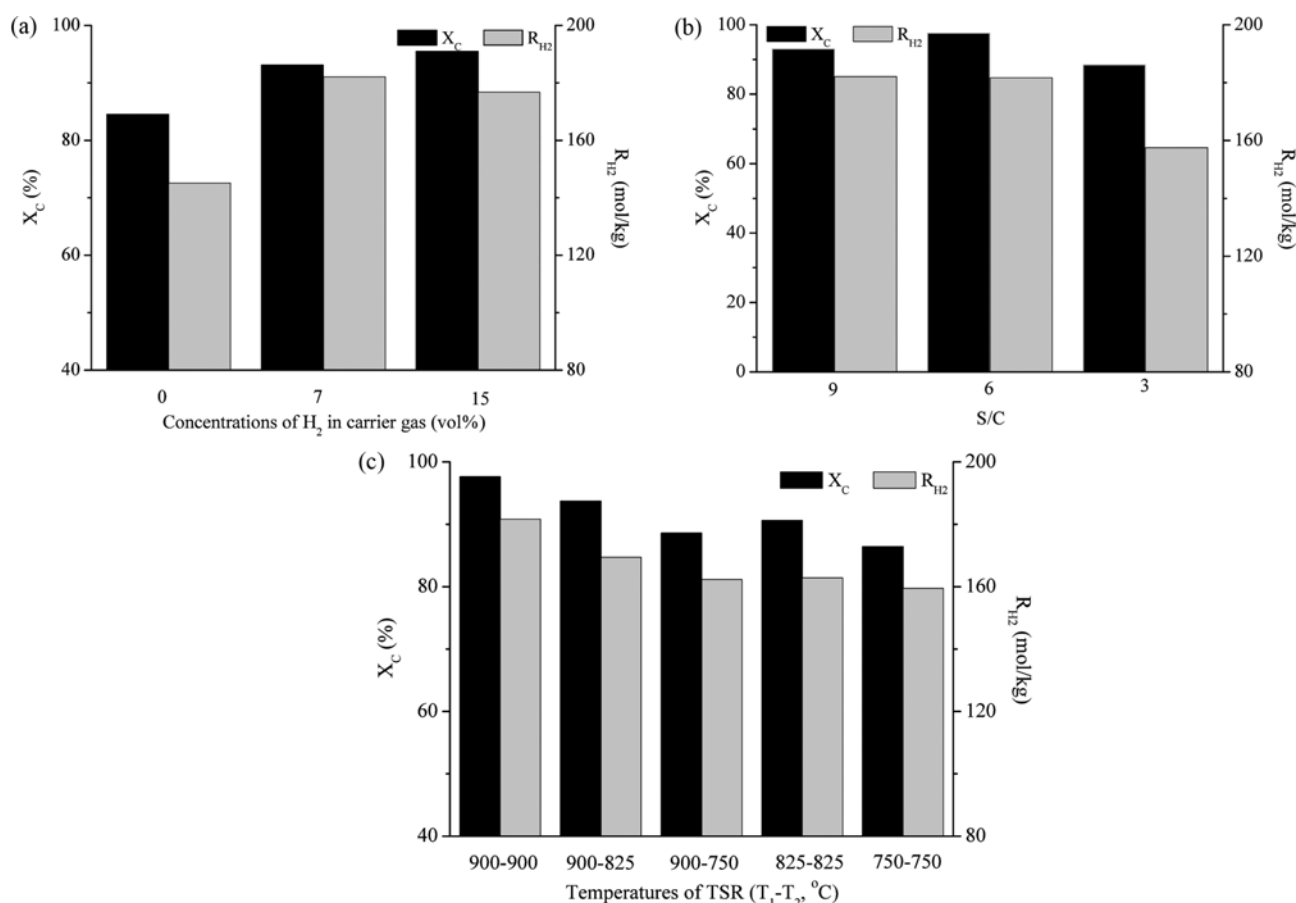 (a)
X_C
R_H2
100
80
60
40
X_C (%)
200
160
120
80
R_H2 (mol/kg)
0 7 15
Concentrations of H_2 in carrier gas (vol%)
(b)
X_C
R_H2
100
80
60
40
20
0
X_C (%)
200
160
120
80
R_H2 (mol/kg)
9 6 3
S/C
(c)
X_C
R_H2
100
80
60
40
X_C (%)
200
160
120
80
R_H2 (mol/kg)
900-900 900-825 900-750 825-825 750-750
Temperatures of TSR (T_1-T_2, °C)